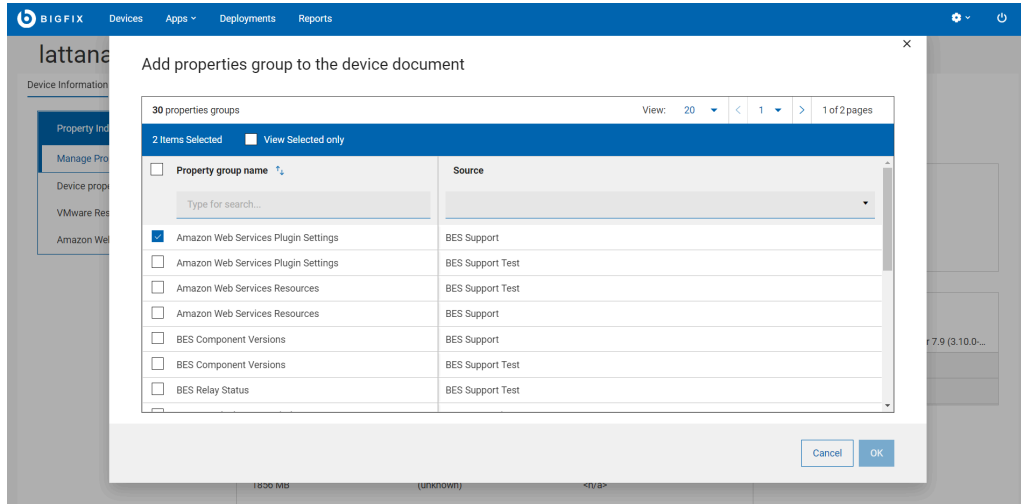 BIGFIX Devices Apps Deployments Reports
lattana
Add properties group to the device document
Device Information
30 properties groups View: 20 1 1 of 2 pages
Property Ind
2 Items Selected View Selected only
Manage Pro
Property group name Source
Device prope
Type for search...
VMware Res
Amazon Web Services Plugin Settings BES Support
Amazon Wel
Amazon Web Services Plugin Settings BES Support Test
Amazon Web Services Resources BES Support Test
Amazon Web Services Resources BES Support
BES Component Versions BES Support
r 7.9 (3.10.0-...
BES Component Versions BES Support Test
BES Relay Status BES Support Test
Cancel OK
1856 MB (unknown) <n/a>